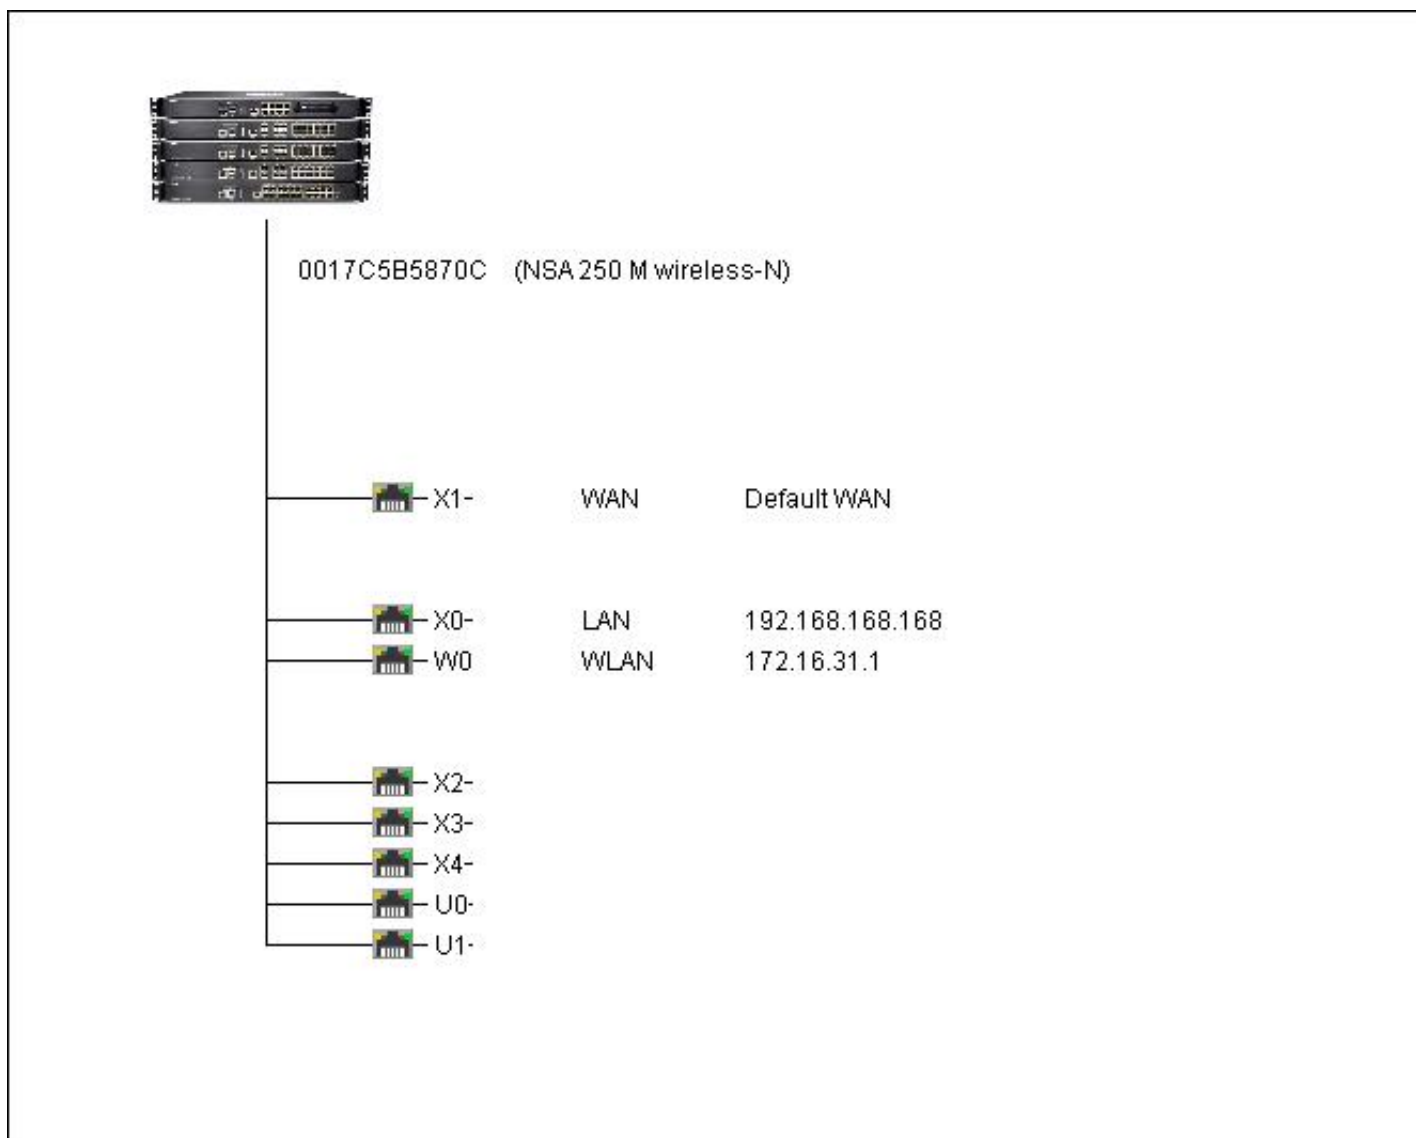 0017C5B5870C (NSA 250 M wireless-N)
X1- WAN Default WAN
X0- LAN 192.168.168.168
W0 WLAN 172.16.31.1
X2-
X3-
X4-
U0-
U1-